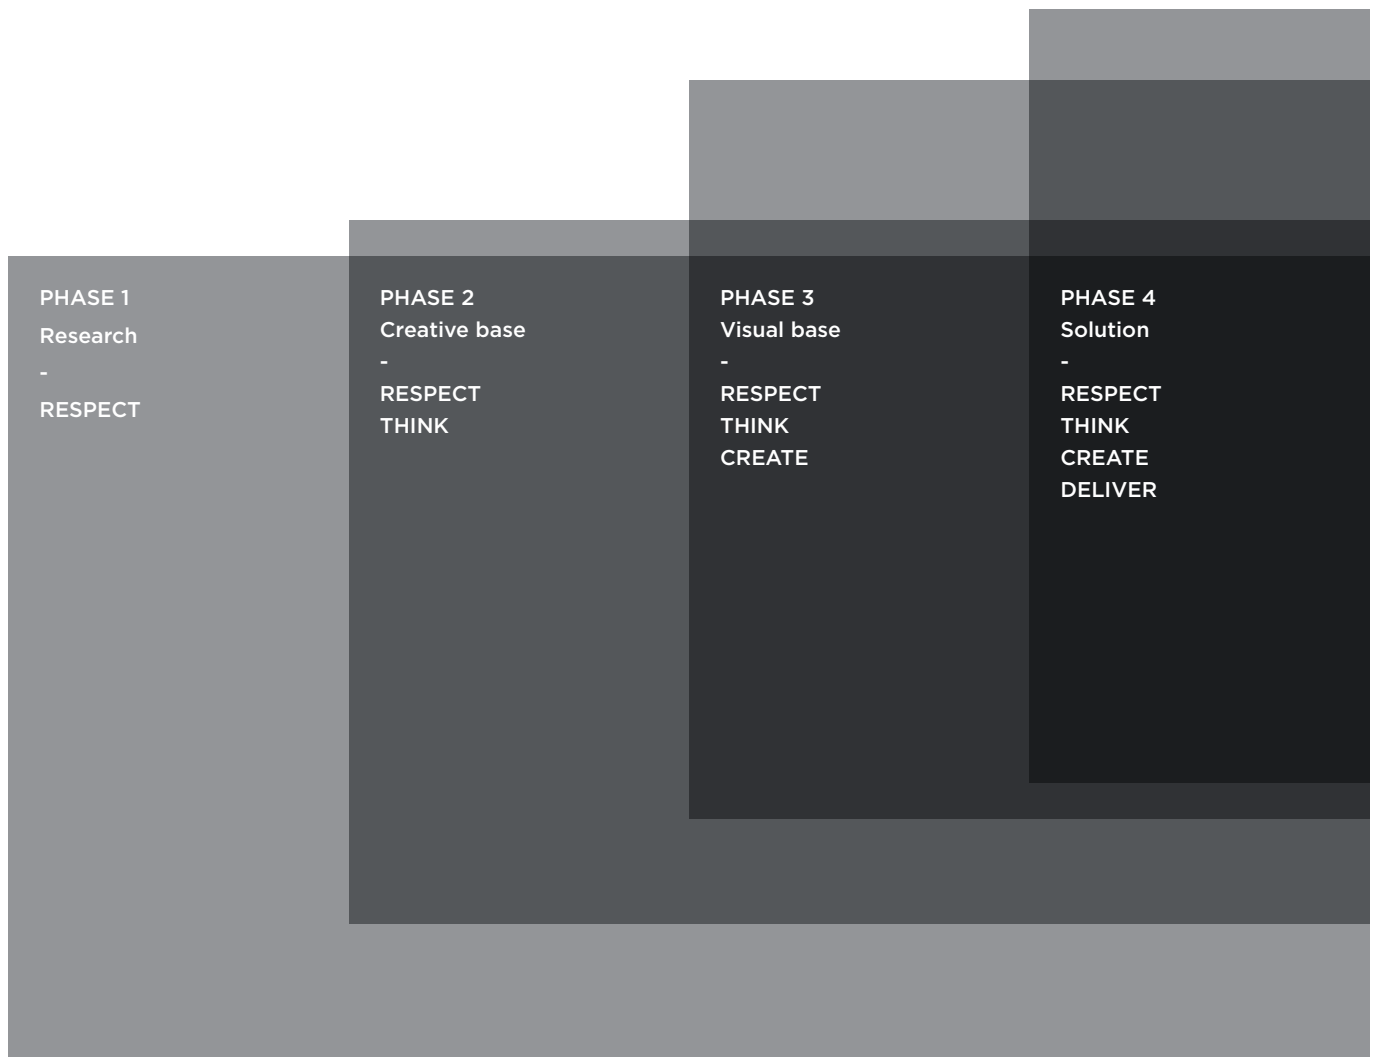 PHASE 1
Research
-
RESPECT
PHASE 2
Creative base
-
RESPECT
THINK
PHASE 3
Visual base
-
RESPECT
THINK
CREATE
PHASE 4
Solution
-
RESPECT
THINK
CREATE
DELIVER